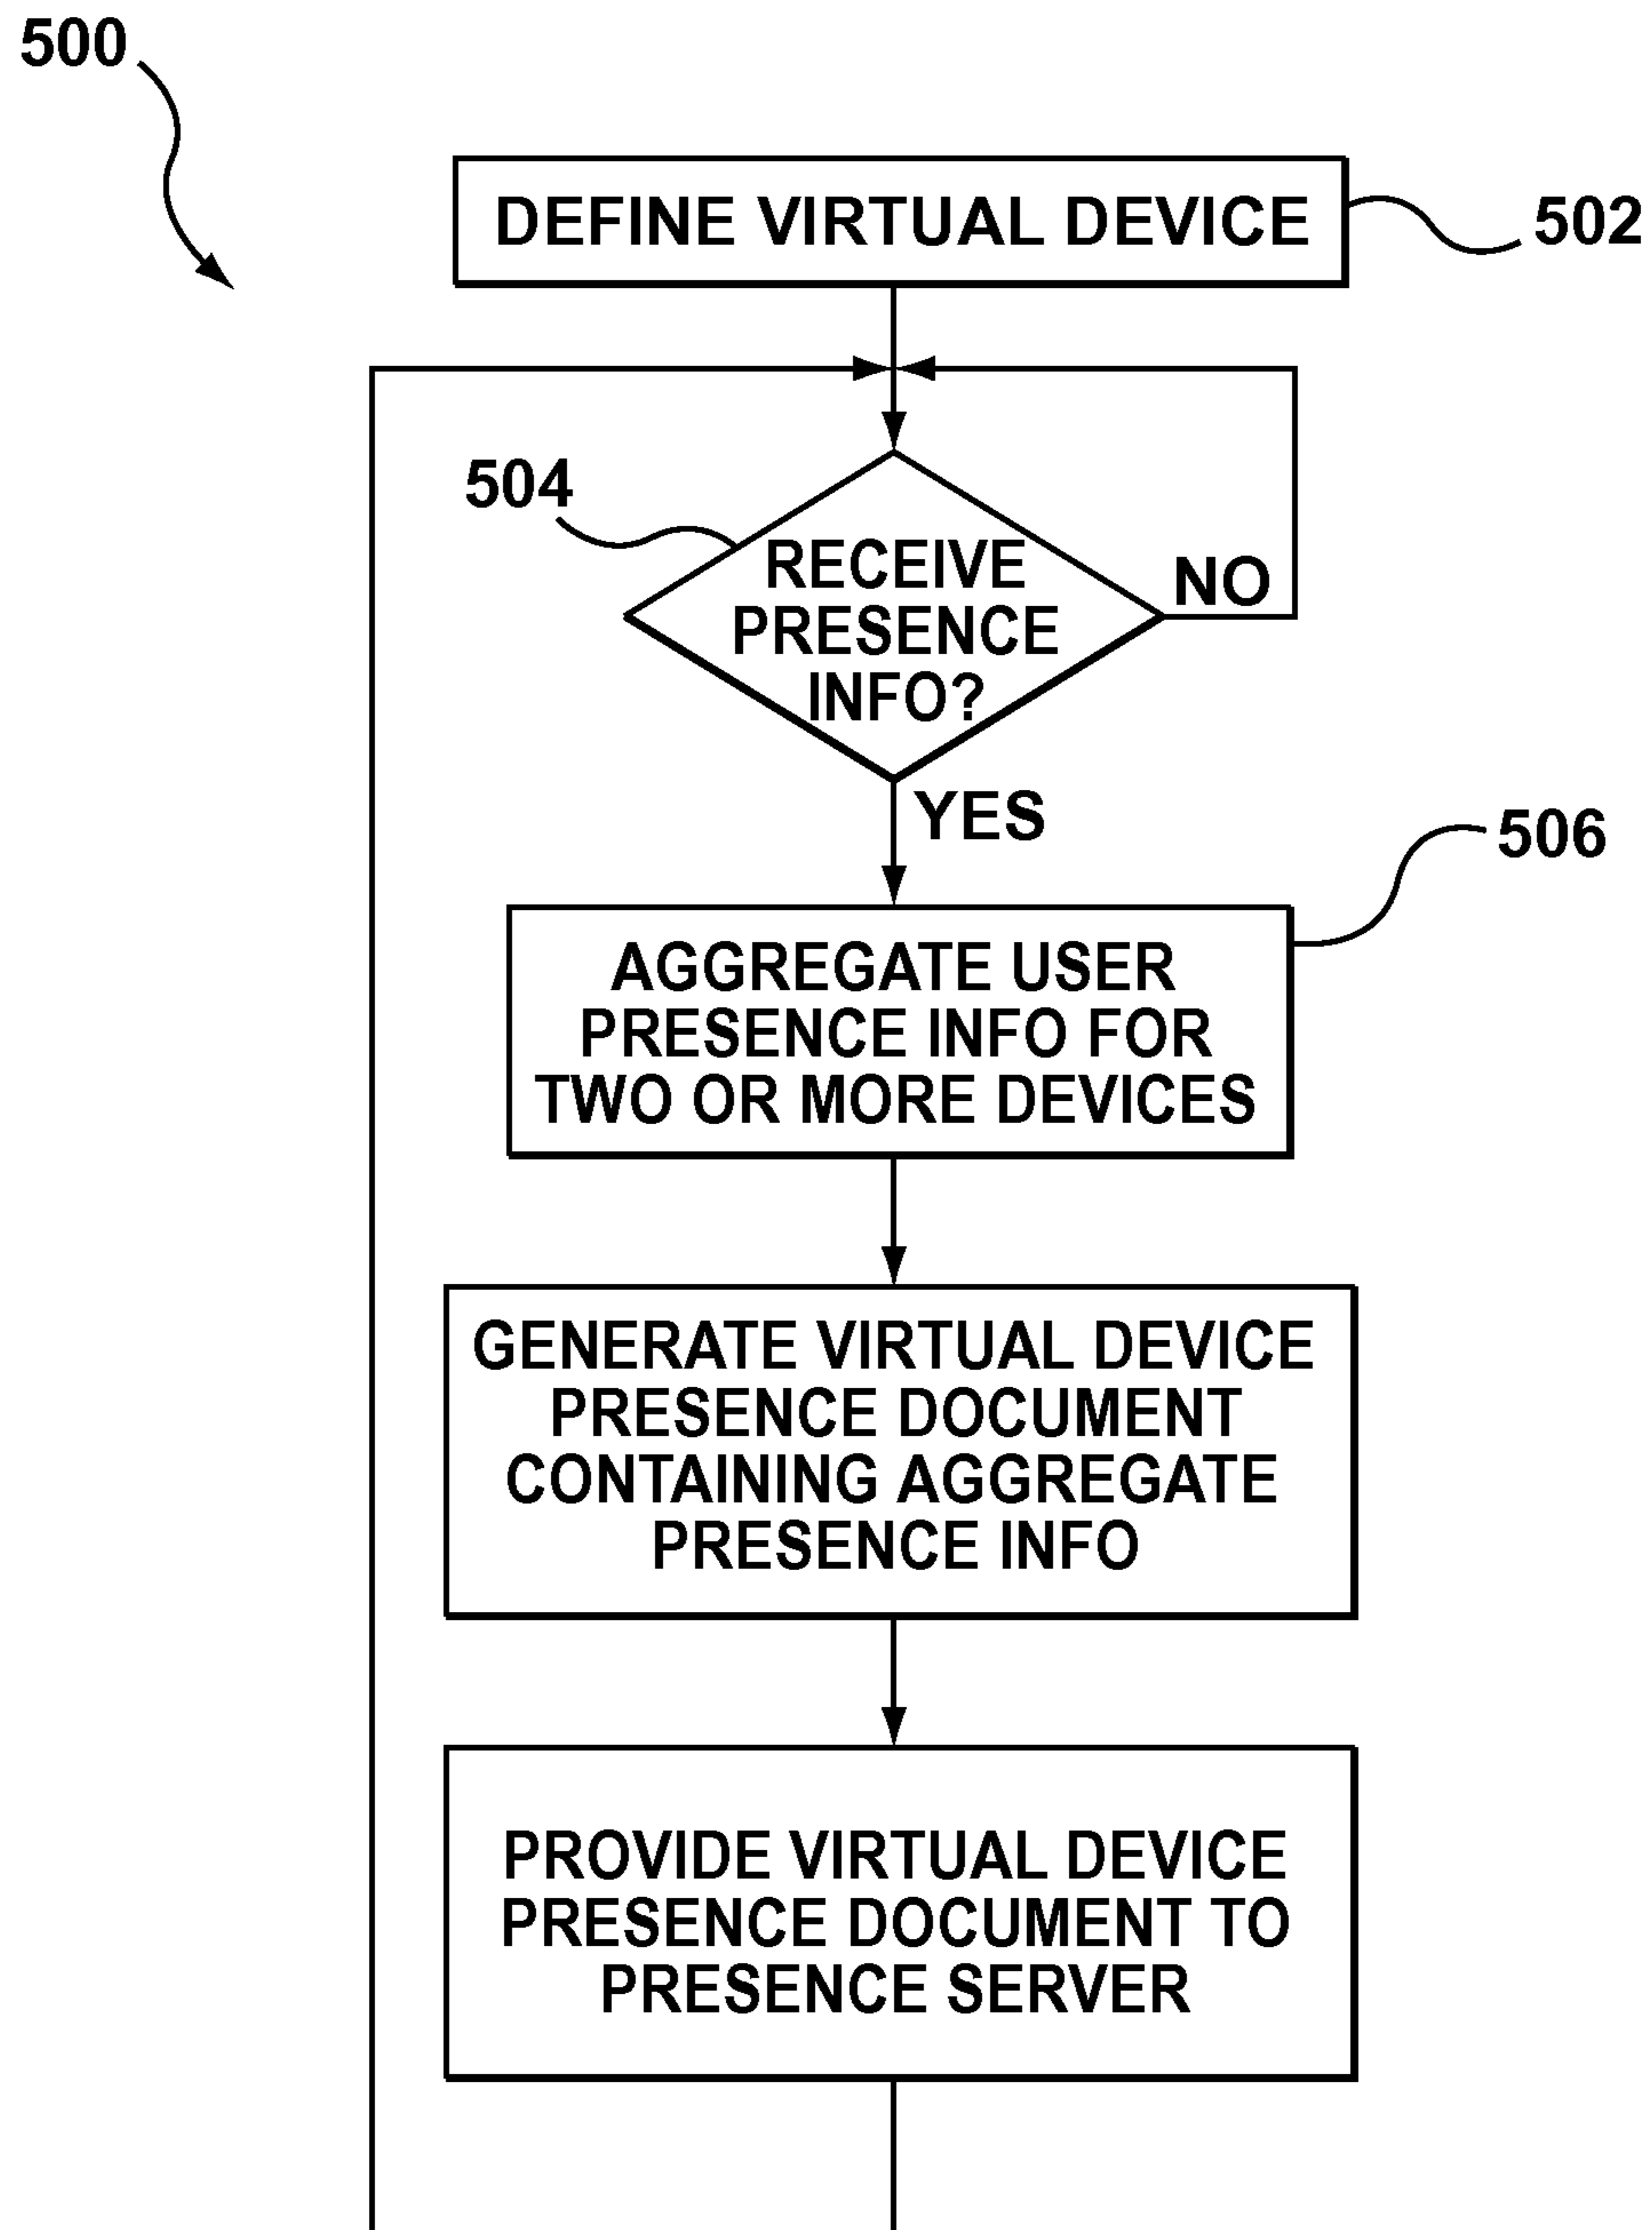 500
DEFINE VIRTUAL DEVICE
502
504
RECEIVE
PRESENCE
INFO?
NO
YES
506
AGGREGATE USER
PRESENCE INFO FOR
TWO OR MORE DEVICES
GENERATE VIRTUAL DEVICE
PRESENCE DOCUMENT
CONTAINING AGGREGATE
PRESENCE INFO
PROVIDE VIRTUAL DEVICE
PRESENCE DOCUMENT TO
PRESENCE SERVER